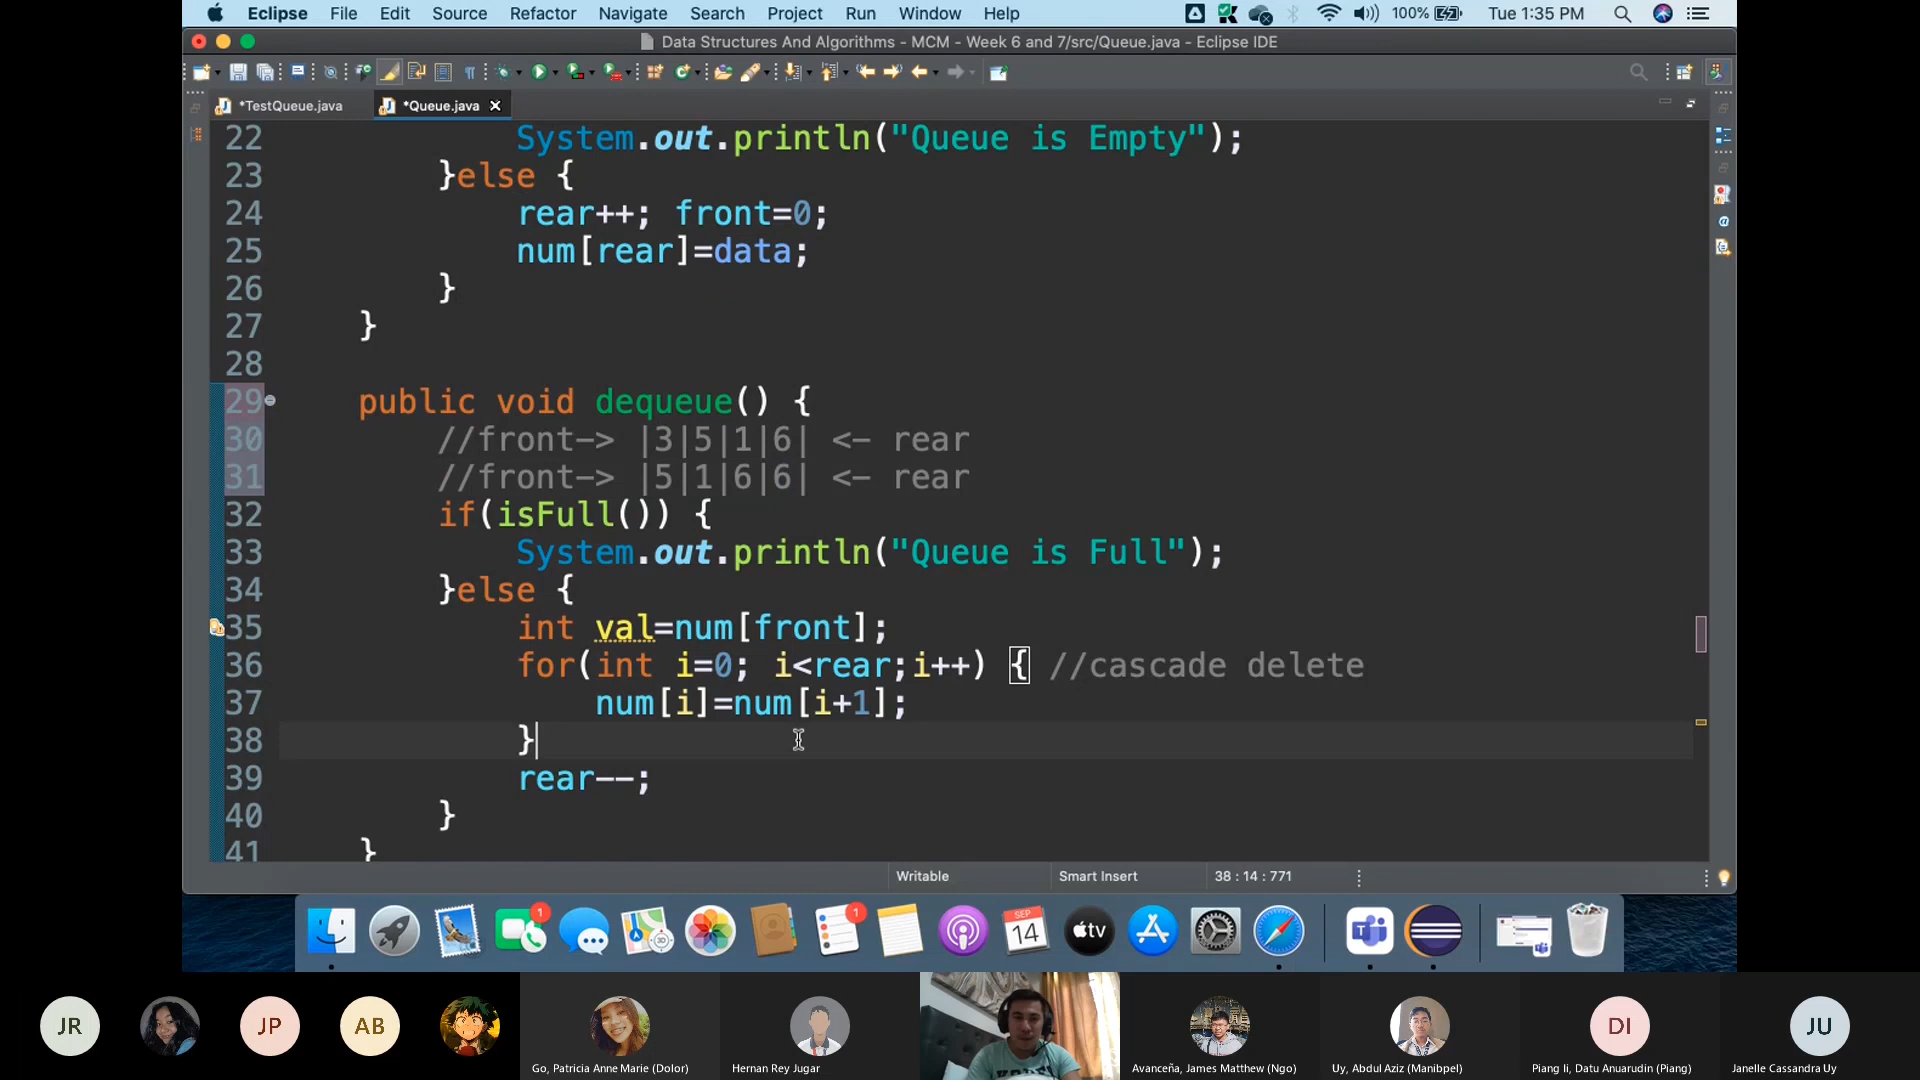 Eclipse File Edit Source Refactor Navigate Search Project Run Window Help 100% Tue 1:35 PM
Data Structures And Algorithms - MCM - Week 6 and 7/src/Queue.java - Eclipse IDE
*TestQueue.java *Queue.java
22 System.out.println("Queue is Empty");
23 }else {
24 rear++; front=0;
25 num[rear]=data;
26 }
27 }
28
29 public void dequeue() {
30 //front-> |3|5|1|6| <- rear
31 //front-> |5|1|6|6| <- rear
32 if(isFull()) {
33 System.out.println("Queue is Full");
34 }else {
35 int val=num[front];
36 for(int i=0; i<rear;i++) { //cascade delete
37 num[i]=num[i+1];
38 }
39 rear--;
40 }
41 }
Writable Smart Insert 38 : 14 : 771
1 1 SEP 14 tv
JR JP AB DI JU
Go, Patricia Anne Marie (Dolor) Hernan Rey Jugar Avanceña, James Matthew (Ngo) Uy, Abdul Aziz (Manibpel) Piang Ii, Datu Anuarudin (Piang) Janelle Cassandra Uy